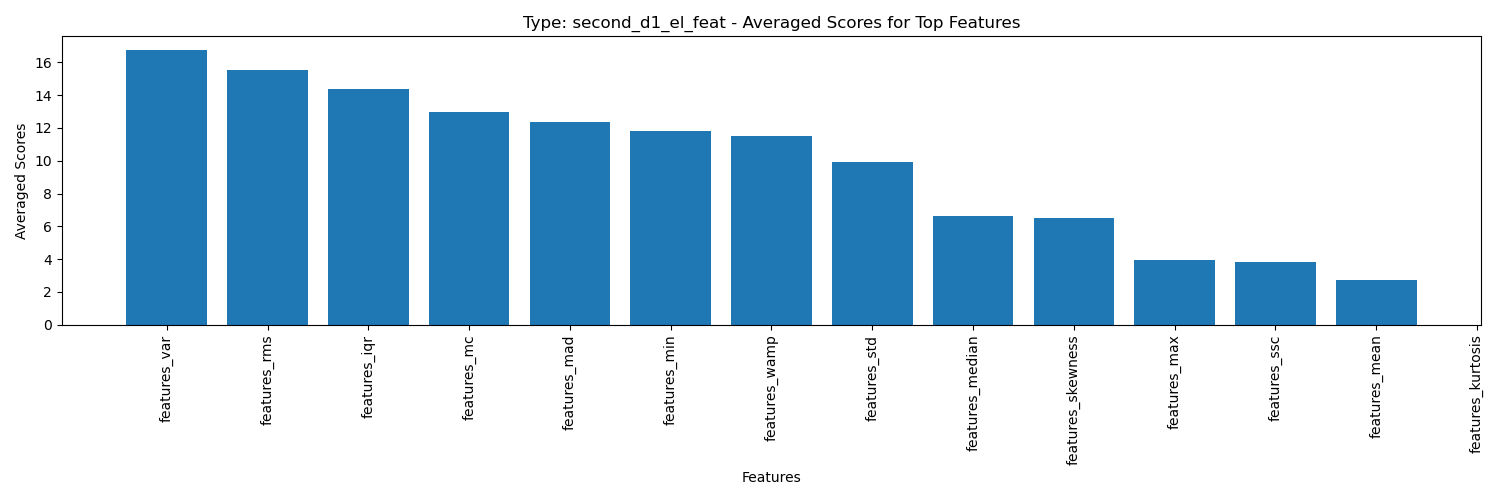 Type: second_d1_el_feat - Averaged Scores for Top Features
Averaged Scores
16
14
12
10
8
6
4
2
0
features_var
features_rms
features_iqr
features_mc
features_mad
features_min
features_wamp
features_std
features_median
features_skewness
features_max
features_ssc
features_mean
features_kurtosis
Features